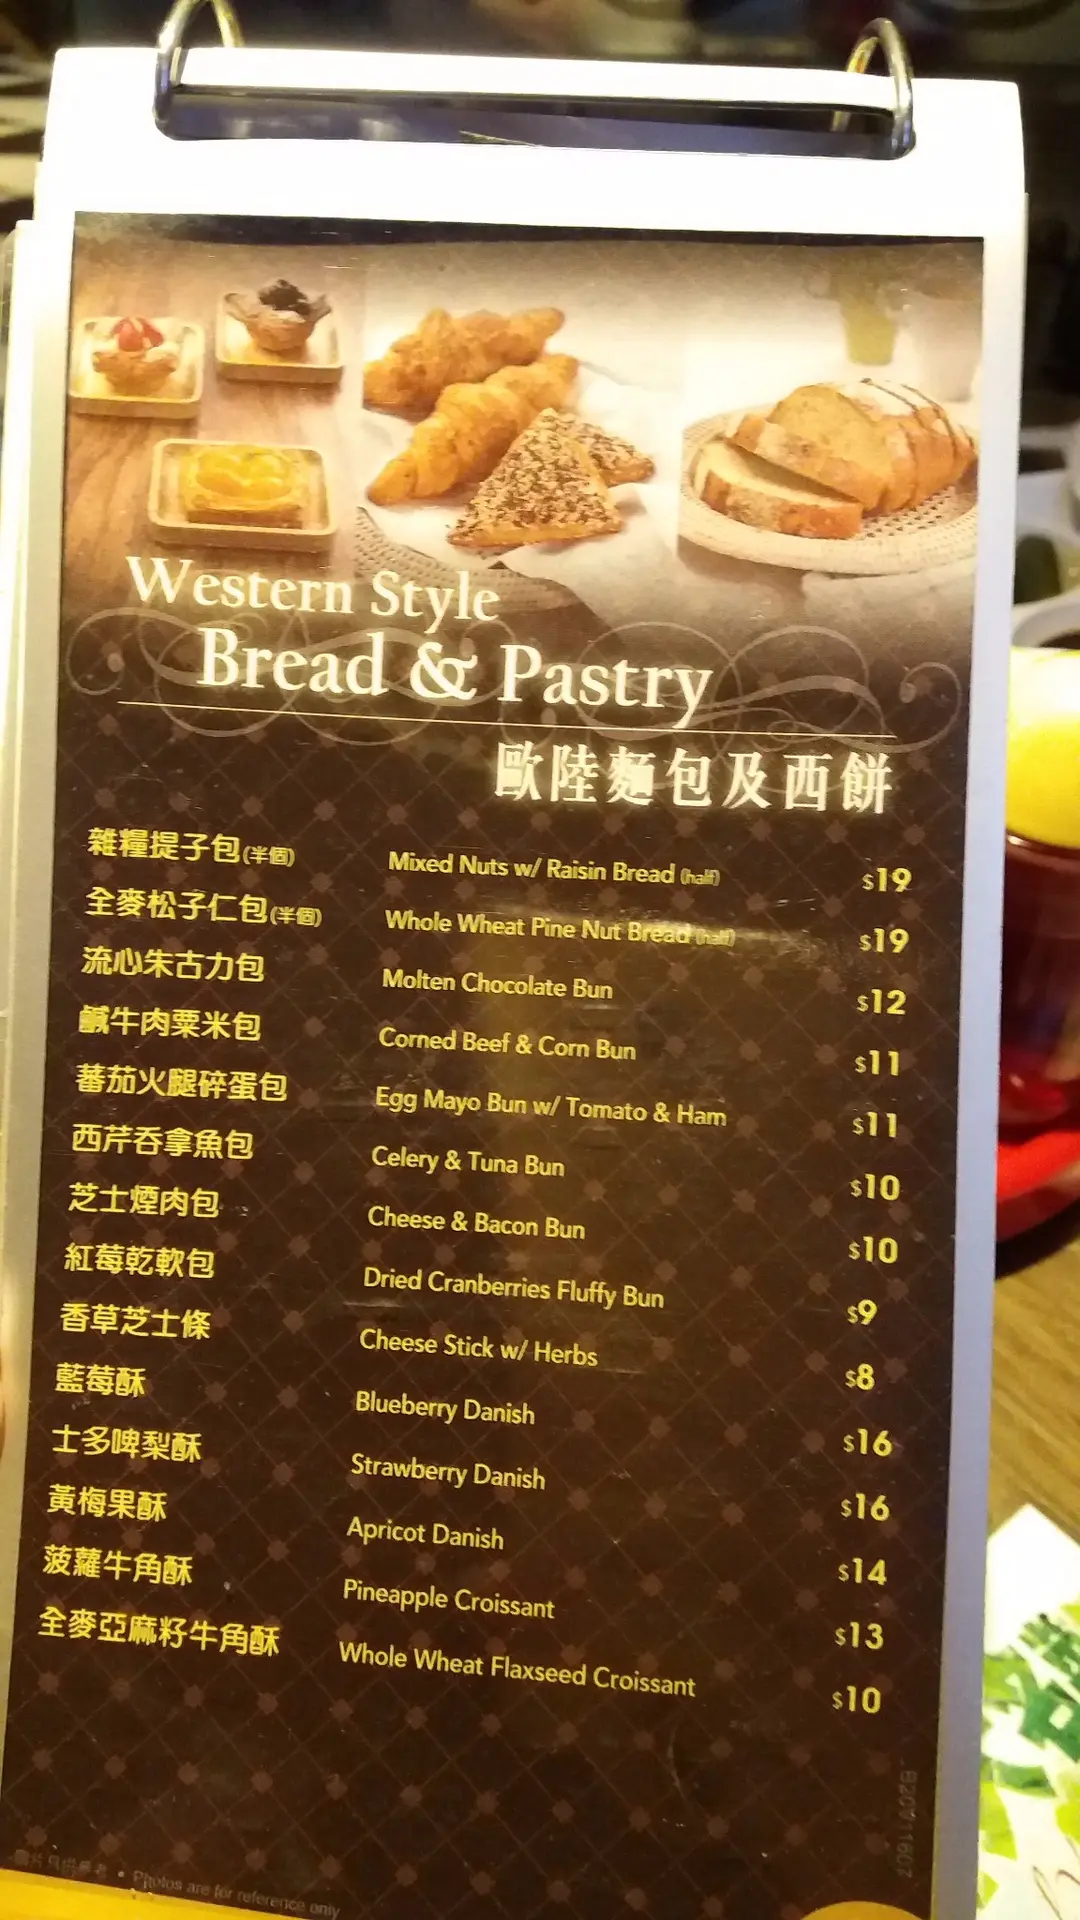 Western Style
Bread & Pastry
歐陸麵包及西餅
雜糧提子包(半個) Mixed Nuts w/ Raisin Bread (half) $19
全麥松子仁包(半個) Whole Wheat Pine Nut Bread (half) $19
流心朱古力包 Molten Chocolate Bun $12
鹹牛肉粟米包 Corned Beef & Corn Bun $11
蕃茄火腿碎蛋包 Egg Mayo Bun w/ Tomato & Ham $11
西芹吞拿魚包 Celery & Tuna Bun $10
芝士煙肉包 Cheese & Bacon Bun $10
紅莓乾軟包 Dried Cranberries Fluffy Bun $9
香草芝士條 Cheese Stick w/ Herbs $8
藍莓酥 Blueberry Danish $16
士多啤梨酥 Strawberry Danish $16
黃梅果酥 Apricot Danish $14
菠蘿牛角酥 Pineapple Croissant $13
全麥亞麻籽牛角酥 Whole Wheat Flaxseed Croissant $10
圖片只供參考 • Photos are for reference only